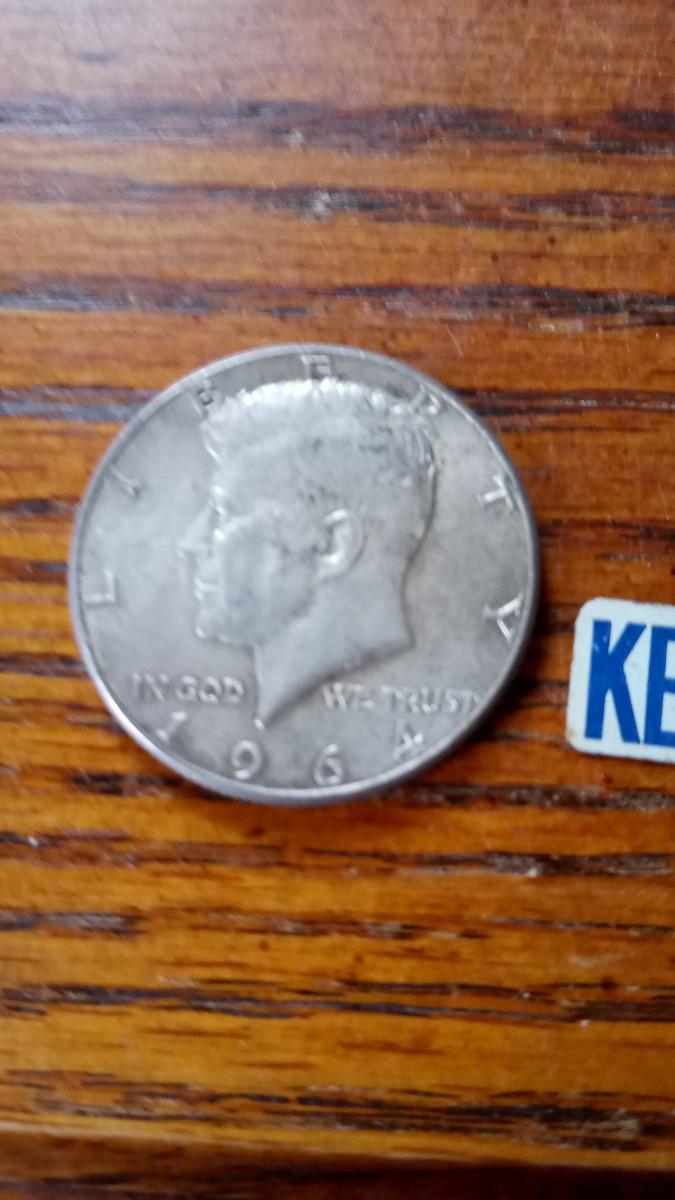 LIBERTY
IN GOD WE TRUST
1964
KE